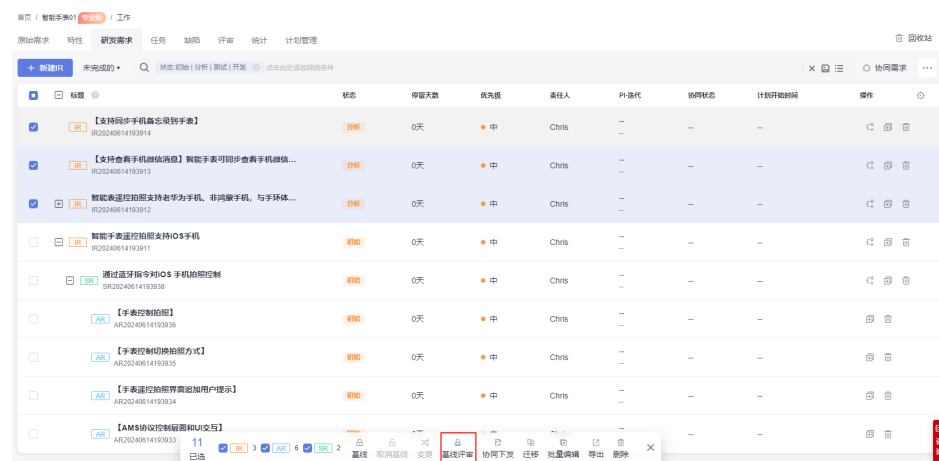 首页 / 智能手表01 专业版 / 工作
原始需求 特性 研发需求 任务 缺陷 评审 统计 计划管理 回收站
+ 新建IR 未完成的 状态:初始 | 分析 | 测试 | 开发 点击此处添加筛选条件 协同需求
标题 状态 停留天数 优先级 责任人 PI-迭代 协同状态 计划开始时间 操作
IR 【支持同步手机备忘录到手表】 分析 0天 中 Chris -- -- -- --
IR20240614193914
IR 【支持查看手机微信消息】智能手表可同步查看手机微信... 分析 0天 中 Chris -- -- -- --
IR20240614193913
IR 智能表遥控拍照支持老华为手机、非鸿蒙手机，与手环体... 分析 0天 中 Chris -- -- -- --
IR20240614193912
IR 智能手表遥控拍照支持iOS手机 初始 0天 中 Chris -- -- -- --
IR20240614193911
SR 通过蓝牙指令对iOS 手机拍照控制 初始 0天 中 Chris -- -- -- --
SR20240614193938
AR 【手表控制拍照】 初始 0天 中 Chris -- -- -- --
AR20240614193936
AR 【手表控制切换拍照方式】 初始 0天 中 Chris -- -- -- --
AR20240614193935
AR 【手表遥控拍照界面追加用户提示】 初始 0天 中 Chris -- -- -- --
AR20240614193934
AR 【AMS协议控制层面和UI交互】
AR20240614193933
11 IR 3 AR 6 SR 2
已选 基线 取消基线 变更 基线评审 协同下发 迁移 批量编辑 导出 删除